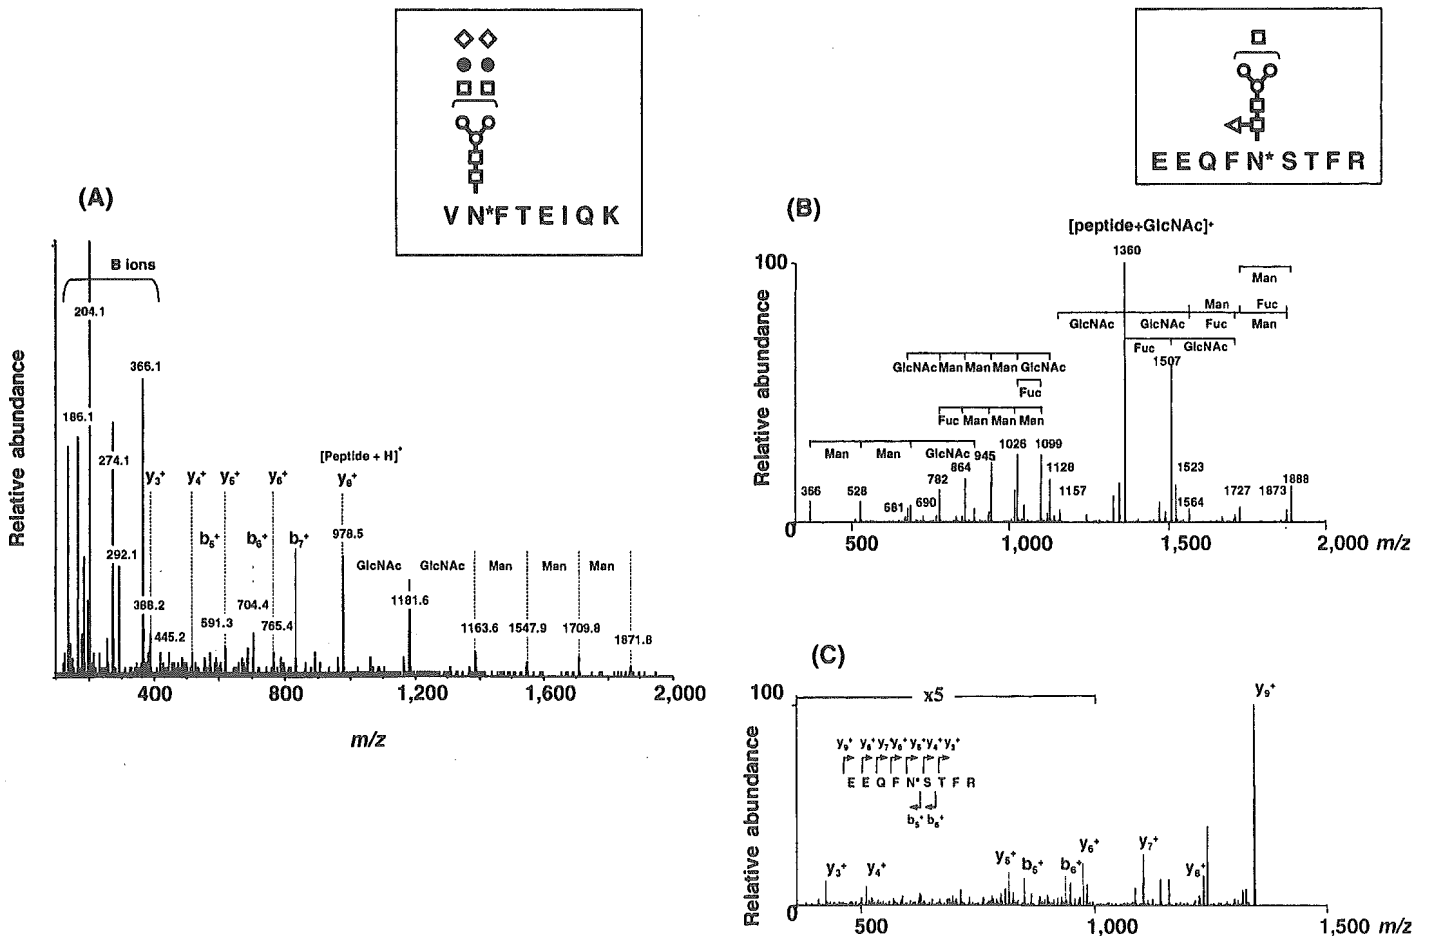 (A)
V N*F T E I Q K
B ions
204.1
366.1
186.1
274.1
292.1
y3+ y4+ y5+ y6+ y8+
[Peptide + H]+
b5+ b6+ b7+
978.5
GlcNAc GlcNAc Man Man Man
388.2
445.2
591.3
704.4
765.4
1181.6
1163.6
1547.9
1709.8
1871.8
400 800 1,200 1,600 2,000
m/z
Relative abundance
(B)
E E Q F N* S T F R
[peptide+GlcNAc]+
1360
100
Man
Man Fuc
GlcNAc GlcNAc Fuc Man
Fuc GlcNAc
1507
GlcNAc Man Man Man GlcNAc
Fuc
Fuc Man Man Man
Man Man GlcNAc
366 528 681 690 782 864 945 1026 1099 1128 1157
1523
1564
1727 1873 1888
0 500 1,000 1,500 2,000 m/z
Relative abundance
(C)
100
x5
y9+
y9+ y8+ y7 y6+ y5+ y4+ y3+
E E Q F N* S T F R
b5+ b6+
y3+ y4+ y5+ b5+ b6+ y6+ y7+ y8+
0 500 1,000 1,500 m/z
Relative abundance